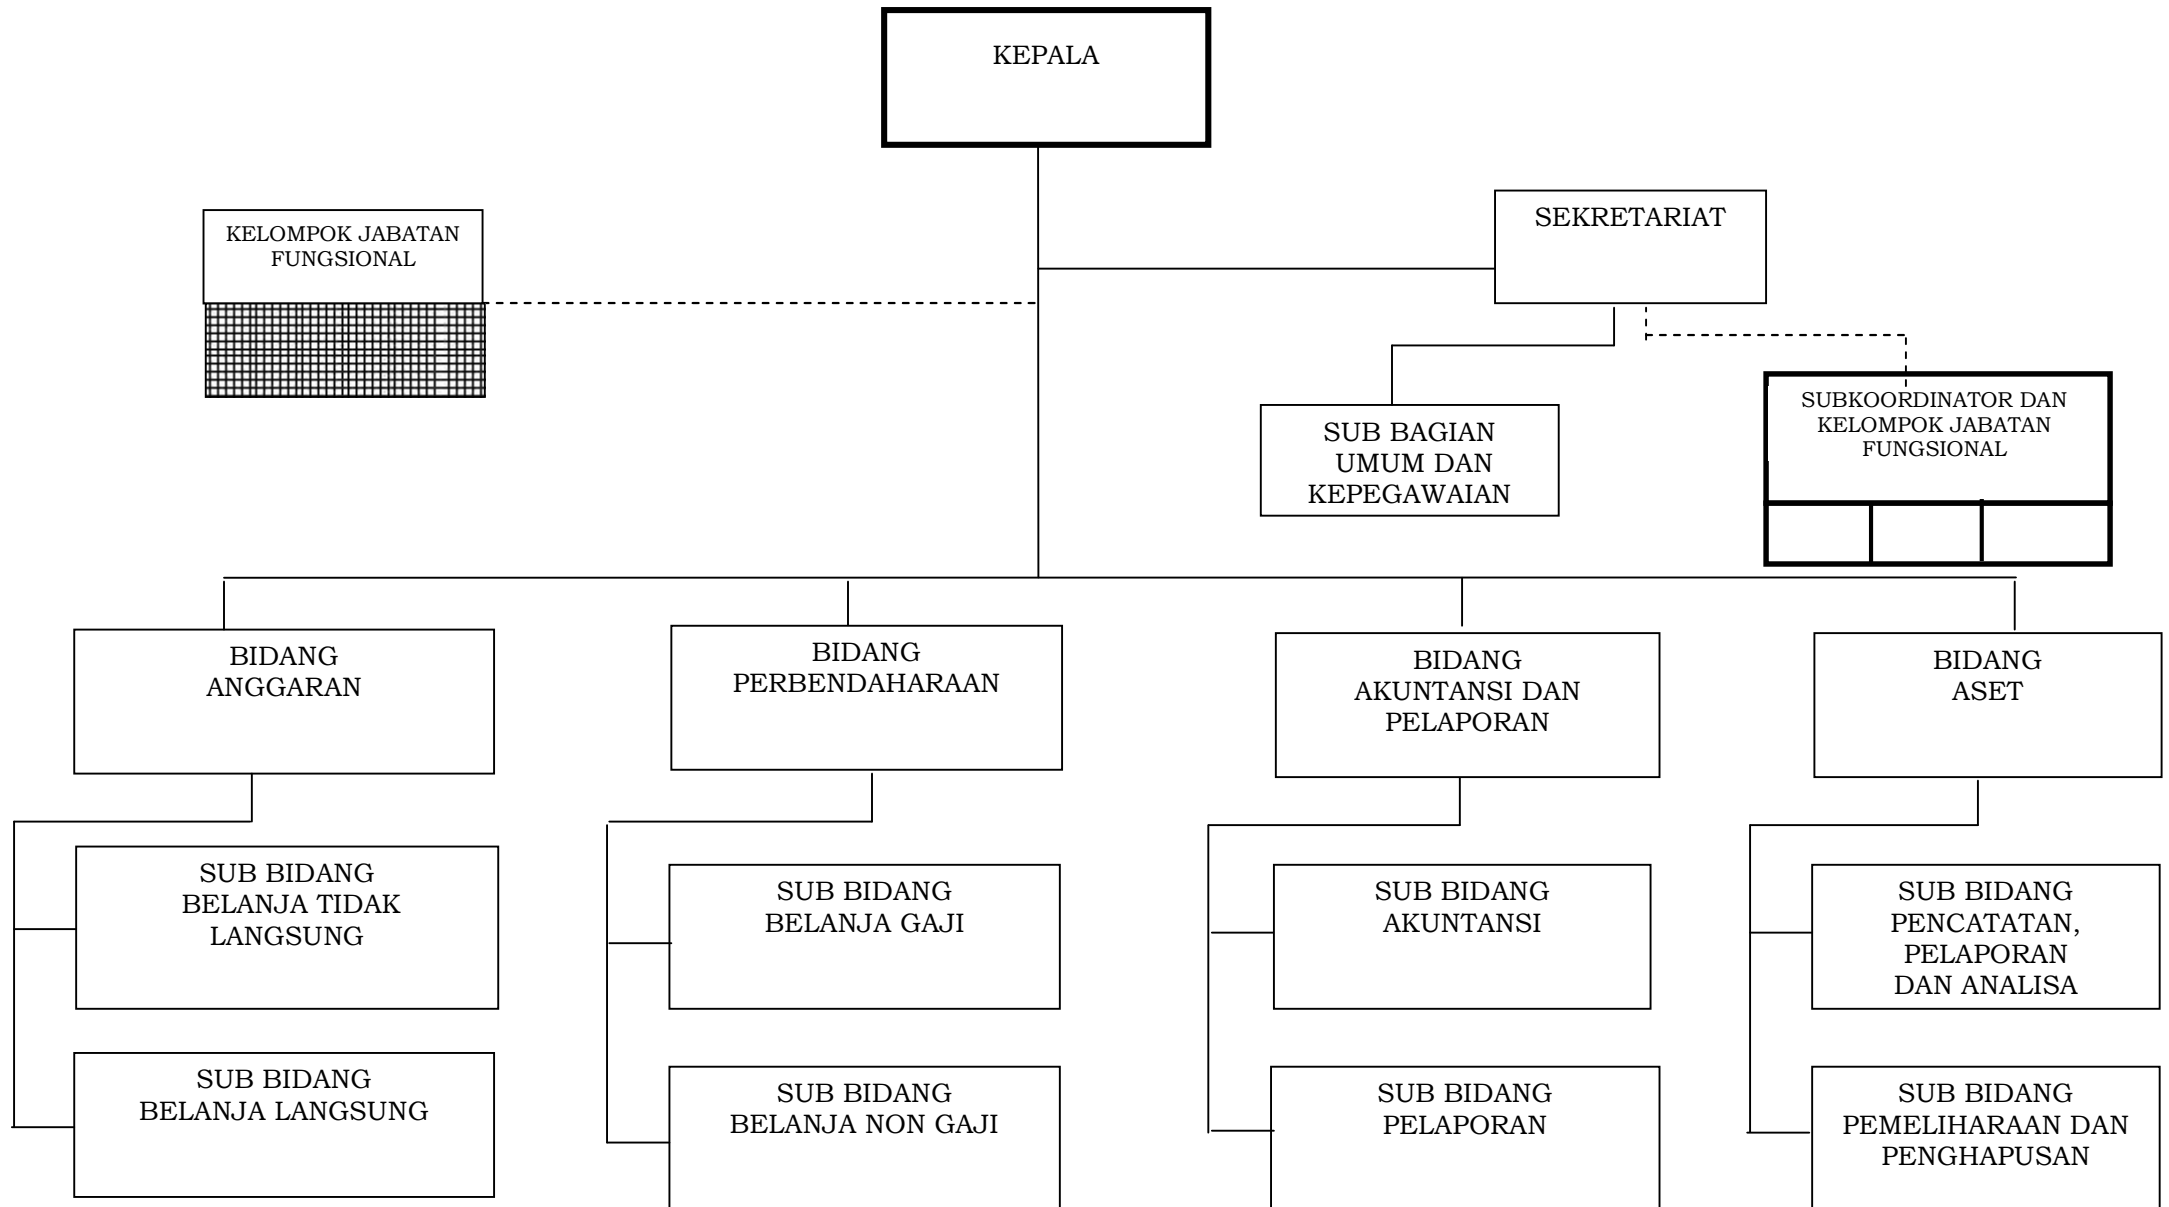 KEPALA
SEKRETARIAT
KELOMPOK JABATAN
FUNGSIONAL
SUBKOORDINATOR DAN
KELOMPOK JABATAN
FUNGSIONAL
SUB BAGIAN
UMUM DAN
KEPEGAWAIAN
BIDANG
ANGGARAN
BIDANG
PERBENDAHARAAN
BIDANG
AKUNTANSI DAN
PELAPORAN
BIDANG
ASET
SUB BIDANG
BELANJA TIDAK
LANGSUNG
SUB BIDANG
BELANJA GAJI
SUB BIDANG
AKUNTANSI
SUB BIDANG
PENCATATAN,
PELAPORAN
DAN ANALISA
SUB BIDANG
BELANJA LANGSUNG
SUB BIDANG
BELANJA NON GAJI
SUB BIDANG
PELAPORAN
SUB BIDANG
PEMELIHARAAN DAN
PENGHAPUSAN